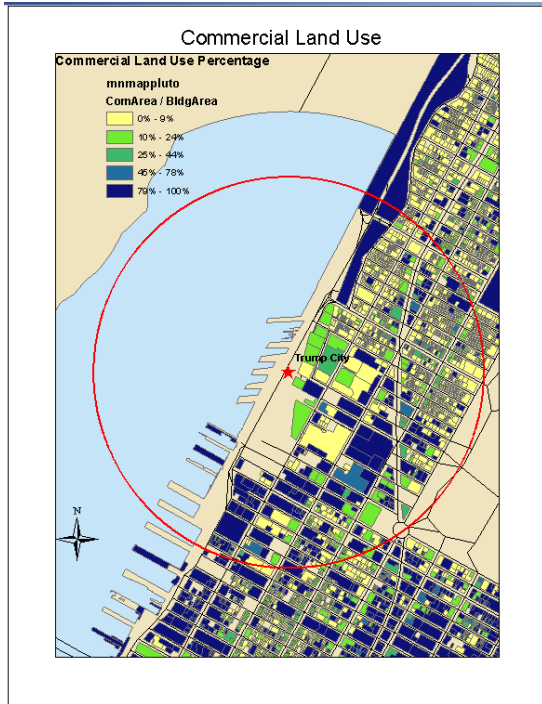 Commercial Land Use
Commercial Land Use Percentage
mnmappluto
ComArea / BldgArea
0% - 9%
10% - 24%
25% - 44%
45% - 78%
79% - 100%
Trump City
N